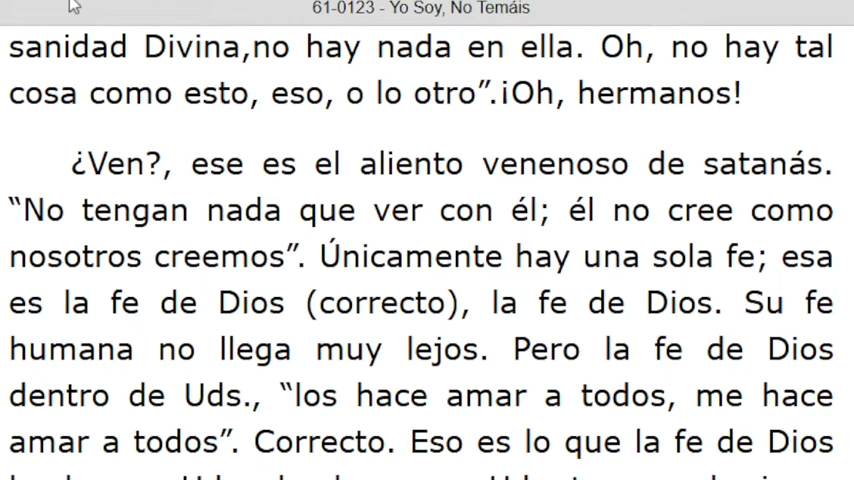 61-0123 - Yo Soy, No Temáis
sanidad Divina,no hay nada en ella. Oh, no hay tal
cosa como esto, eso, o lo otro”.¡Oh, hermanos!
¿Ven?, ese es el aliento venenoso de satanás.
“No tengan nada que ver con él; él no cree como
nosotros creemos”. Únicamente hay una sola fe; esa
es la fe de Dios (correcto), la fe de Dios. Su fe
humana no llega muy lejos. Pero la fe de Dios
dentro de Uds., “los hace amar a todos, me hace
amar a todos”. Correcto. Eso es lo que la fe de Dios